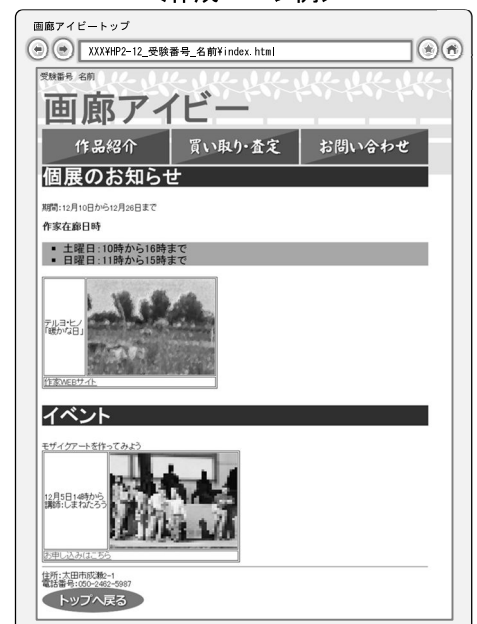 画廊アイビートップ
XXX¥HP2-12_受験番号_名前¥index.html
受験番号 名前
画廊アイビー
作品紹介 買い取り・査定 お問い合わせ
個展のお知らせ
期間:12月10日から12月26日まで
作家在廊日時
土曜日:10時から16時まで
日曜日:11時から15時まで
テルヨ・ヒノ
「暖かな日」
作家WEBサイト
イベント
モザイクアートを作ってみよう
12月5日14時から
講師:しまねたろう
お申し込みはこちら
住所:太田市成瀬2-1
電話番号:050-2462-5987
トップへ戻る